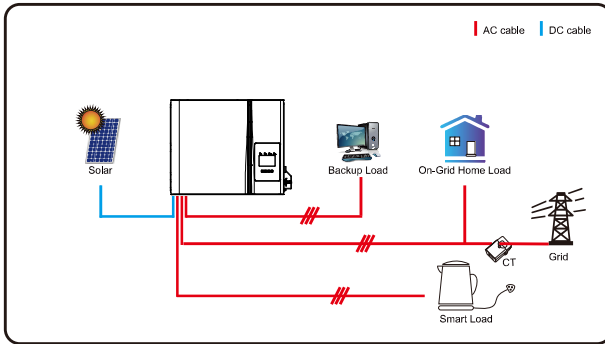 AC cable
DC cable
Solar
Backup Load
On-Grid Home Load
CT
Grid
Smart Load